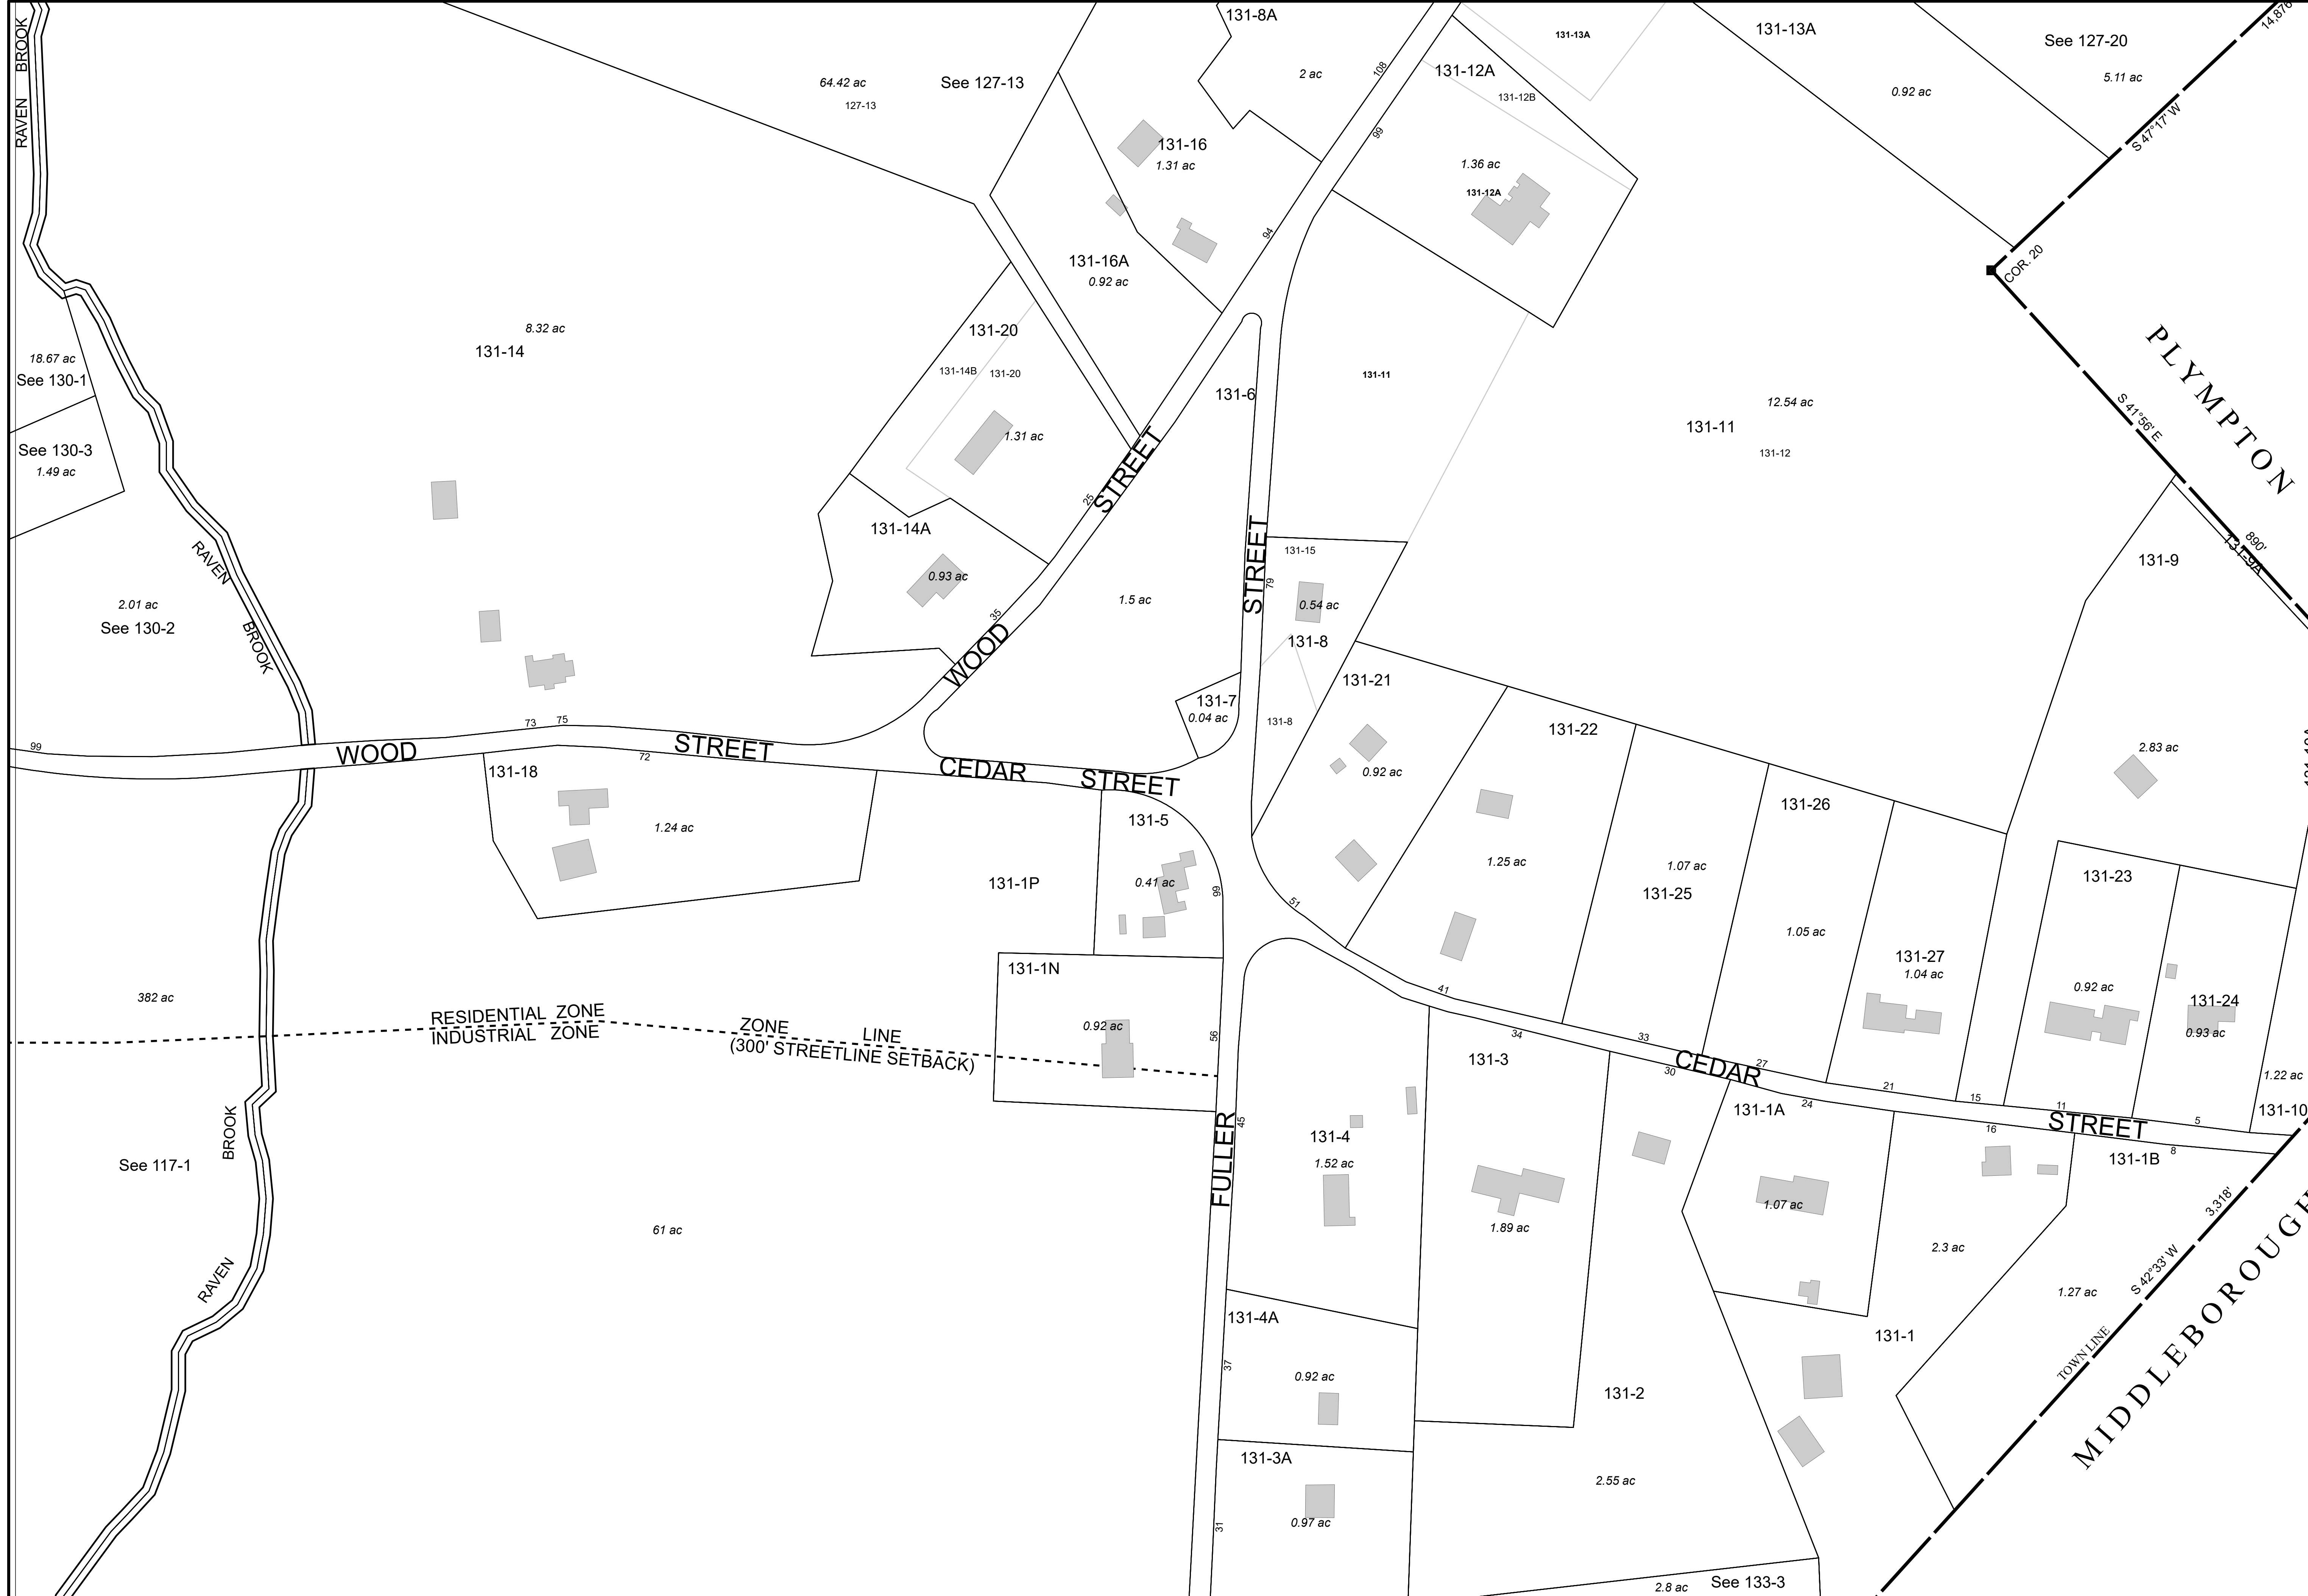 RAVEN BROOK
131-8A
2 ac
108
131-13A
131-13A
0.92 ac
See 127-20
5.11 ac
S 47°17' W
64.42 ac
127-13
See 127-13
131-12A
131-12B
99
1.36 ac
131-12A
131-16
1.31 ac
94
131-16A
0.92 ac
COR. 20
PLYMPTON
S 41°56' E
890'
8.32 ac
131-14
131-20
131-14B
131-20
1.31 ac
131-6
131-11
12.54 ac
131-11
131-12
18.67 ac
See 130-1
See 130-3
1.49 ac
25
STREET
131-14A
0.93 ac
35
WOOD
1.5 ac
STREET
79
131-15
0.54 ac
131-8
131-9
131-9A
RAVEN
BROOK
2.01 ac
See 130-2
131-7
0.04 ac
131-8
131-21
0.92 ac
131-22
1.25 ac
2.83 ac
99
WOOD
73
75
STREET
72
CEDAR
STREET
131-18
1.24 ac
131-5
0.41 ac
99
131-1P
51
1.07 ac
131-25
131-26
1.05 ac
131-27
1.04 ac
131-23
0.92 ac
131-24
0.93 ac
1.22 ac
131-10
131-1N
0.92 ac
56
382 ac
RESIDENTIAL ZONE
INDUSTRIAL ZONE
ZONE LINE
(300' STREETLINE SETBACK)
41
34
33
30
CEDAR
27
24
21
15
16
11
STREET
5
8
131-3
1.89 ac
131-1A
1.07 ac
131-1B
1.27 ac
2.3 ac
131-1
BROOK
See 117-1
RAVEN
61 ac
FULLER
45
131-4
1.52 ac
131-4A
37
0.92 ac
131-3A
31
0.97 ac
131-2
2.55 ac
3,318'
S 42°33' W
TOWN LINE
MIDDLEBOROUGH
2.8 ac
See 133-3